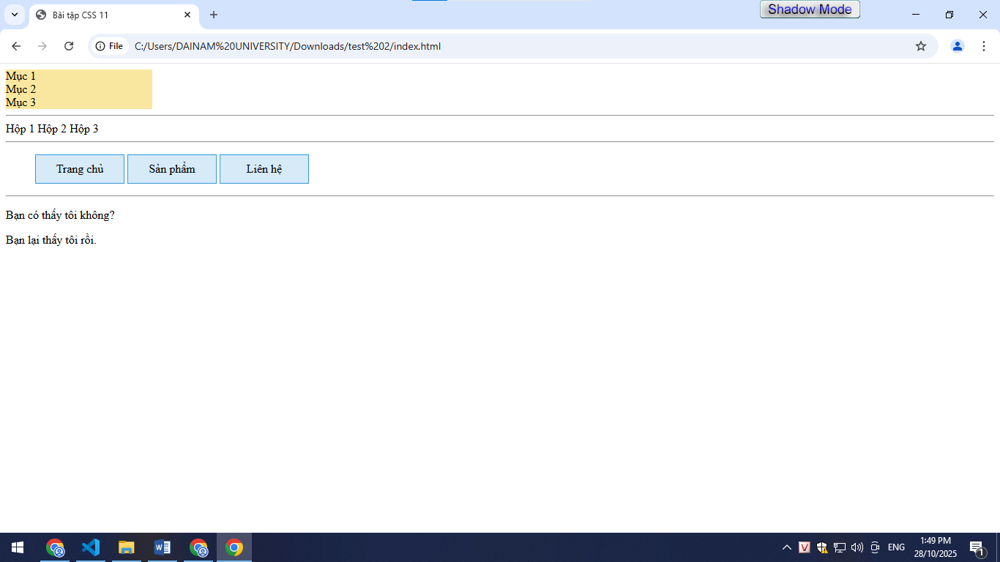 Bài tập CSS 11
Shadow Mode
File
C:/Users/DAINAM%20UNIVERSITY/Downloads/test%202/index.html
Mục 1
Mục 2
Mục 3
Hộp 1 Hộp 2 Hộp 3
Trang chủ Sản phẩm Liên hệ
Bạn có thấy tôi không?
Bạn lại thấy tôi rồi.
ENG
1:49 PM
28/10/2025
1